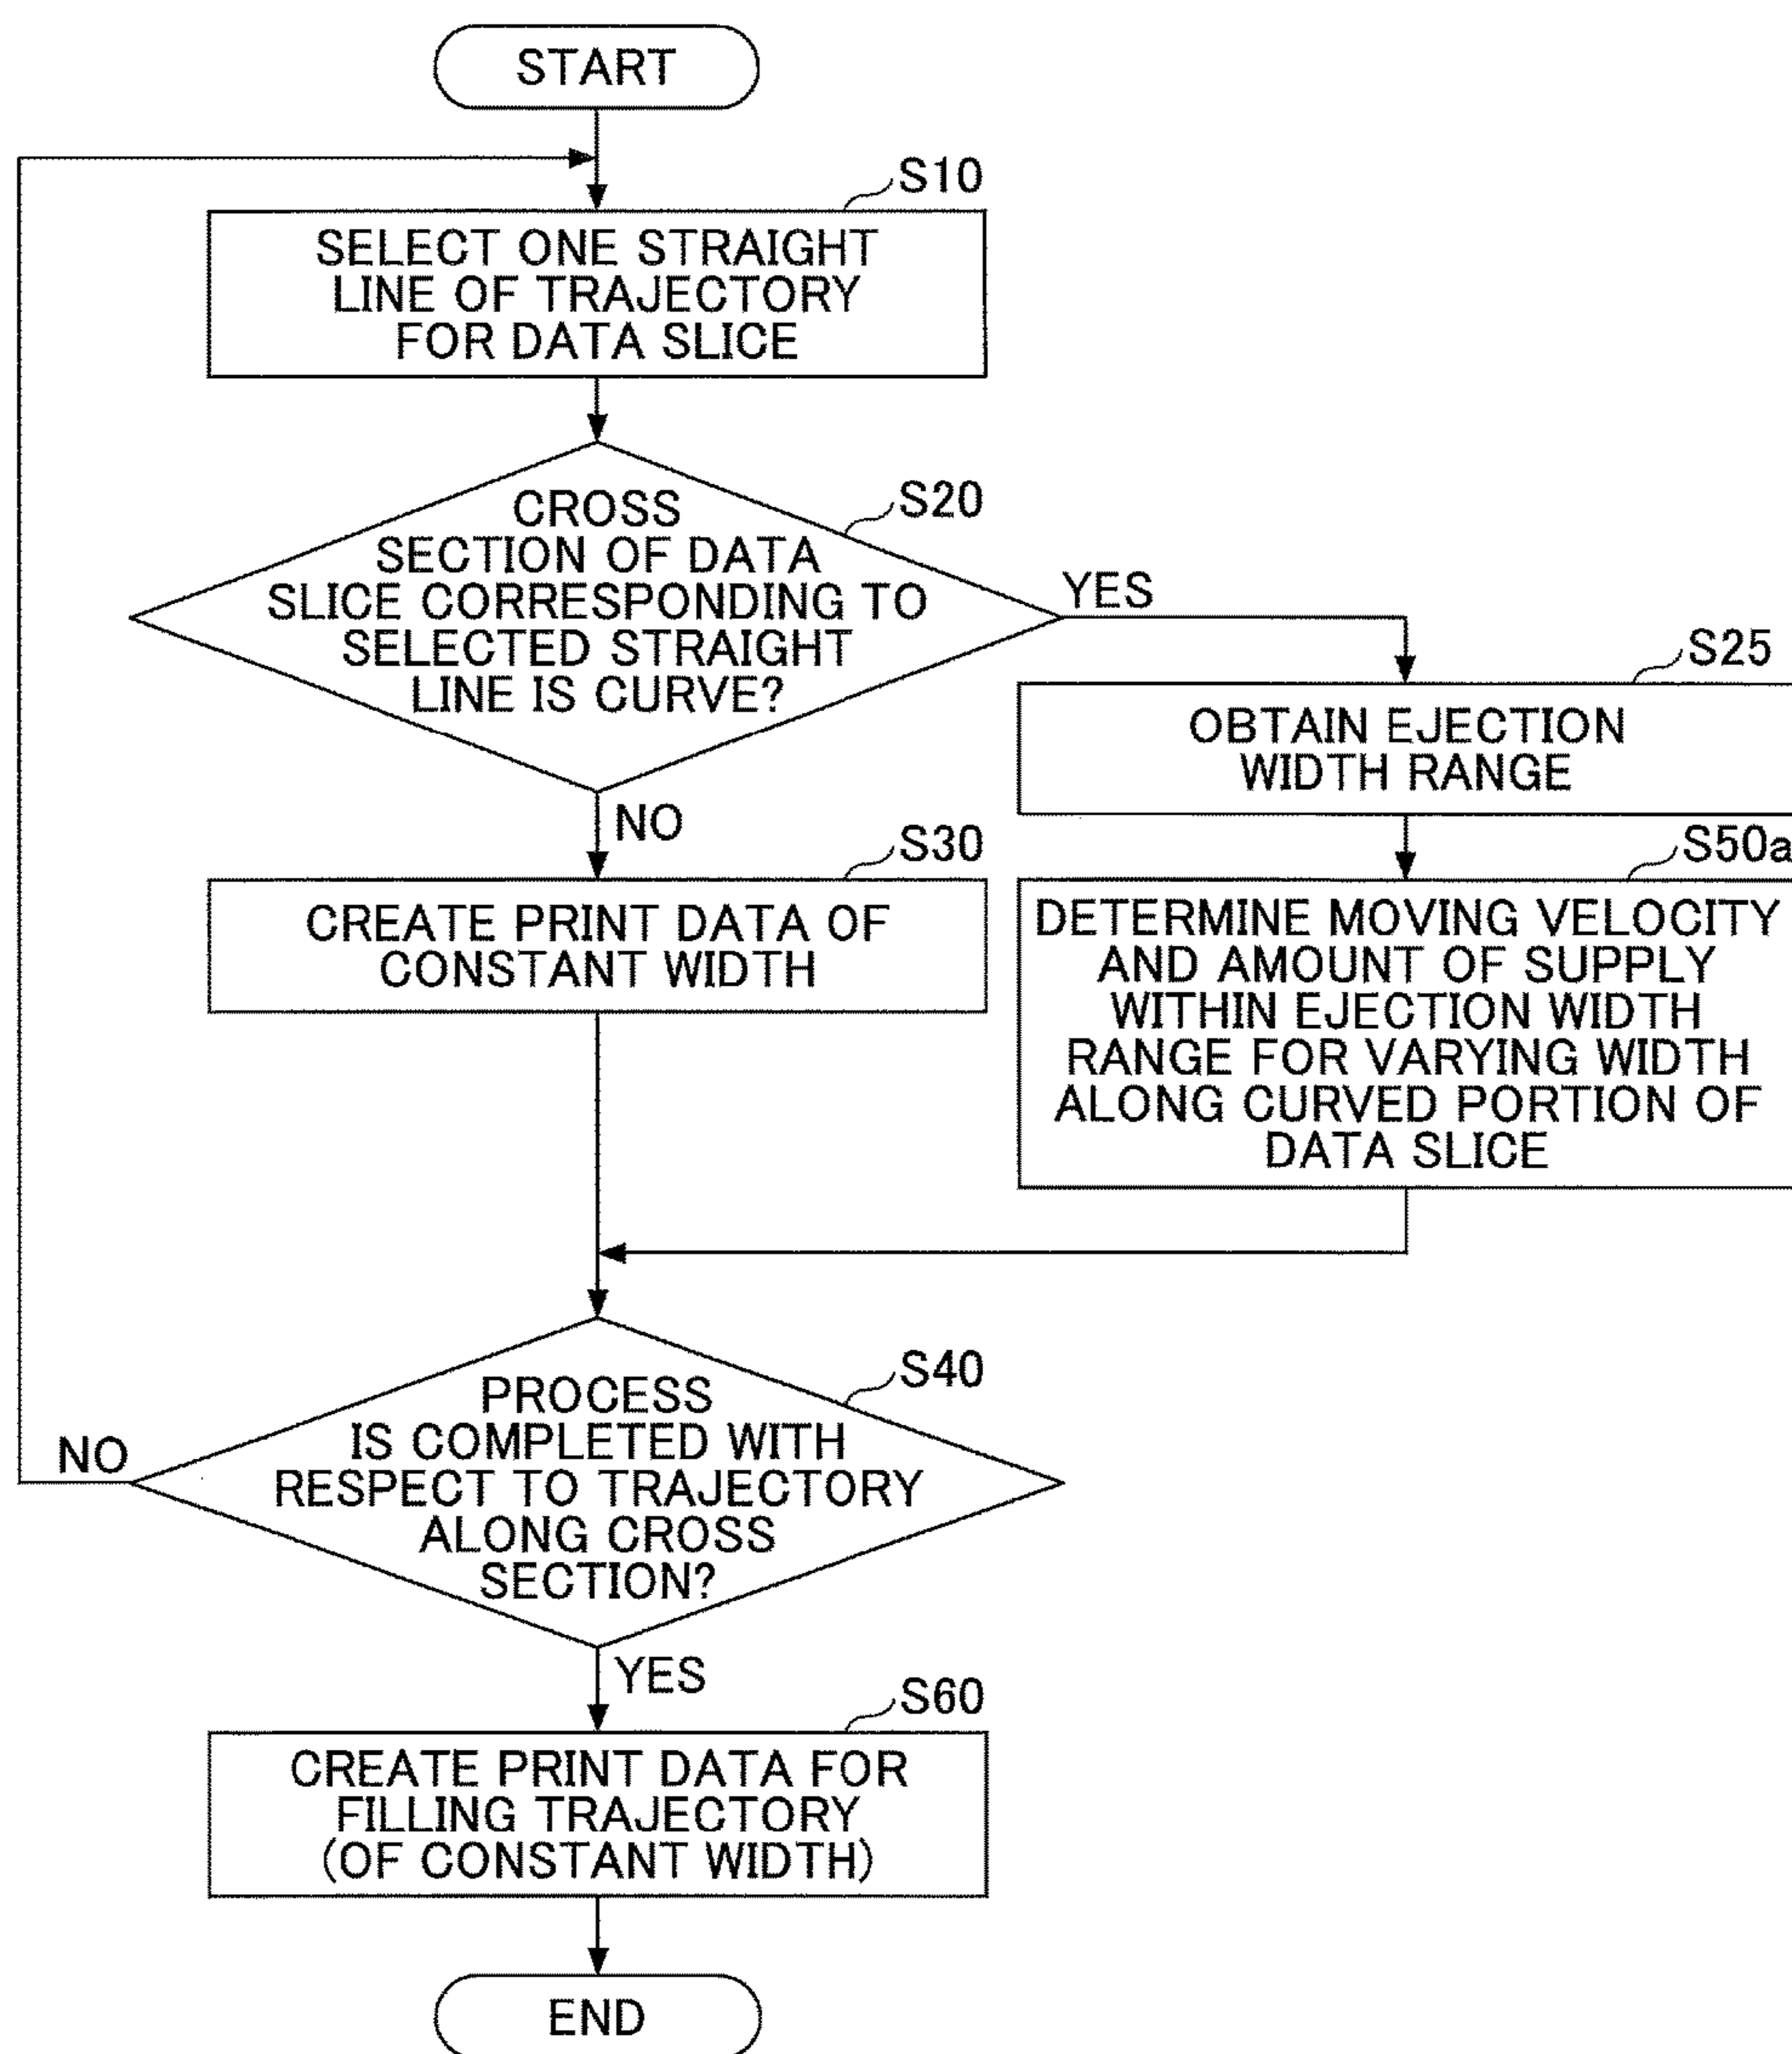 START
S10
SELECT ONE STRAIGHT
LINE OF TRAJECTORY
FOR DATA SLICE
S20
CROSS
SECTION OF DATA
SLICE CORRESPONDING TO
SELECTED STRAIGHT
LINE IS CURVE?
YES
S25
OBTAIN EJECTION
WIDTH RANGE
NO
S30
CREATE PRINT DATA OF
CONSTANT WIDTH
S50a
DETERMINE MOVING VELOCITY
AND AMOUNT OF SUPPLY
WITHIN EJECTION WIDTH
RANGE FOR VARYING WIDTH
ALONG CURVED PORTION OF
DATA SLICE
S40
PROCESS
IS COMPLETED WITH
RESPECT TO TRAJECTORY
ALONG CROSS
SECTION?
NO
YES
S60
CREATE PRINT DATA FOR
FILLING TRAJECTORY
(OF CONSTANT WIDTH)
END